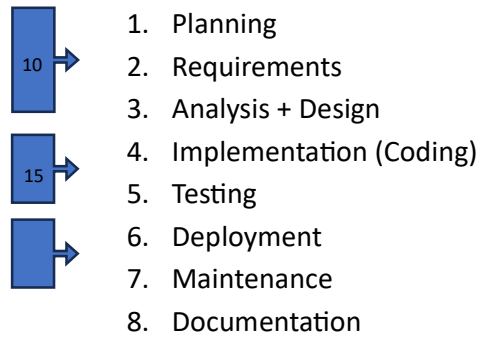 10
15
1. Planning
2. Requirements
3. Analysis + Design
4. Implementation (Coding)
5. Testing
6. Deployment
7. Maintenance
8. Documentation